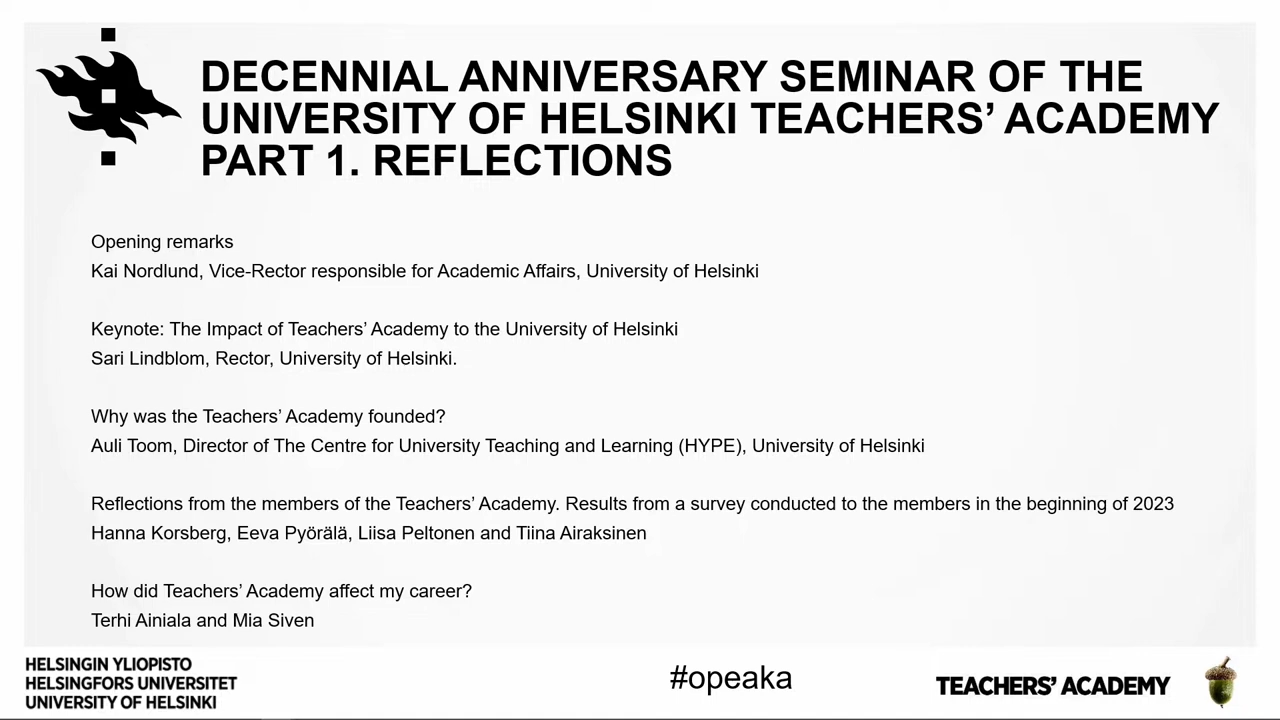 DECENNIAL ANNIVERSARY SEMINAR OF THE
UNIVERSITY OF HELSINKI TEACHERS’ ACADEMY
PART 1. REFLECTIONS
Opening remarks
Kai Nordlund, Vice-Rector responsible for Academic Affairs, University of Helsinki
Keynote: The Impact of Teachers’ Academy to the University of Helsinki
Sari Lindblom, Rector, University of Helsinki.
Why was the Teachers’ Academy founded?
Auli Toom, Director of The Centre for University Teaching and Learning (HYPE), University of Helsinki
Reflections from the members of the Teachers’ Academy. Results from a survey conducted to the members in the beginning of 2023
Hanna Korsberg, Eeva Pyörälä, Liisa Peltonen and Tiina Airaksinen
How did Teachers’ Academy affect my career?
Terhi Ainiala and Mia Siven
HELSINGIN YLIOPISTO
HELSINGFORS UNIVERSITET
UNIVERSITY OF HELSINKI
#opeaka
TEACHERS’ ACADEMY